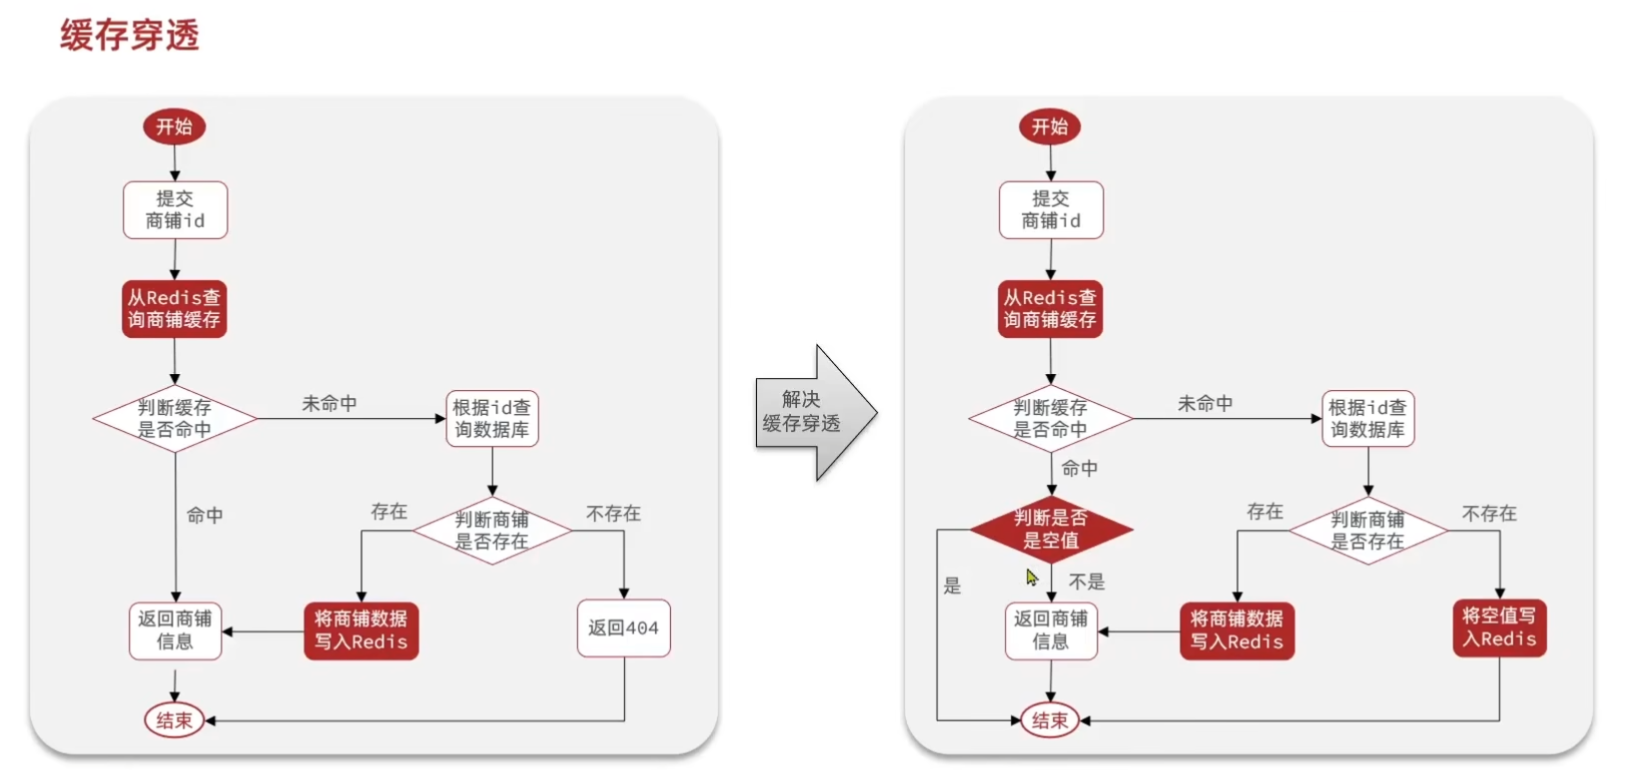 缓存穿透
开始
提交
商铺id
从Redis查
询商铺缓存
判断缓存
是否命中
未命中
根据id查
询数据库
命中
存在
判断商铺
是否存在
不存在
返回商铺
信息
将商铺数据
写入Redis
返回404
结束
解决
缓存穿透
开始
提交
商铺id
从Redis查
询商铺缓存
判断缓存
是否命中
未命中
根据id查
询数据库
命中
判断是否
是空值
存在
判断商铺
是否存在
不存在
是
不是
返回商铺
信息
将商铺数据
写入Redis
将空值写
入Redis
结束